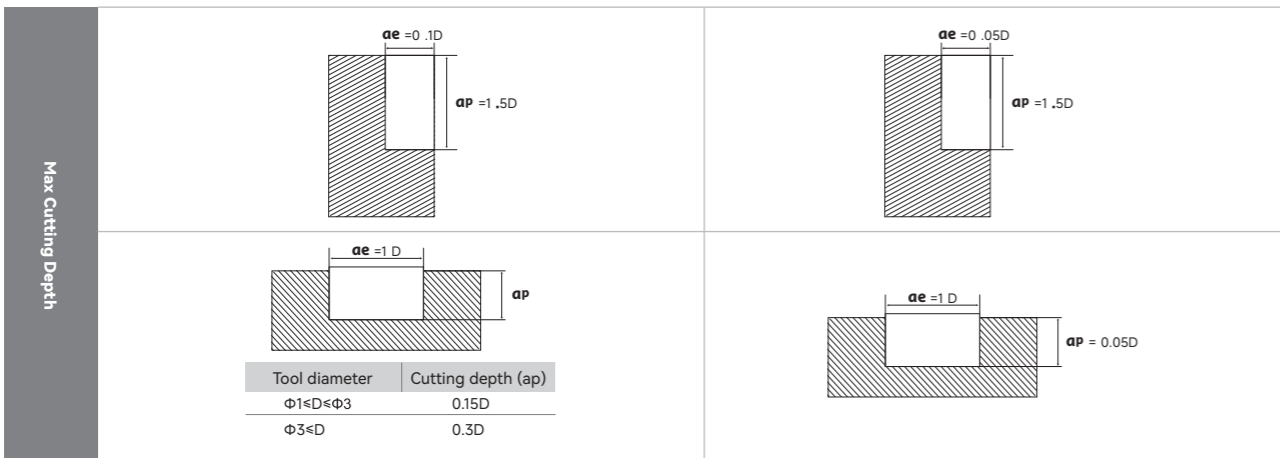 Max Cutting Depth
ae =0 .1D
ap =1 .5D
ae =0 .05D
ap =1 .5D
ae =1 D
ap
Tool diameter Cutting depth (ap)
Φ1≤D≤Φ3 0.15D
Φ3≤D 0.3D
ae =1 D
ap = 0.05D